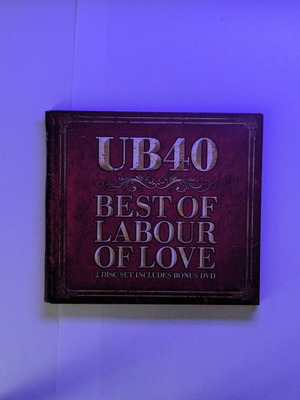 UB40
BEST OF
LABOUR
OF LOVE
2 DISC SET INCLUDES BONUS DVD